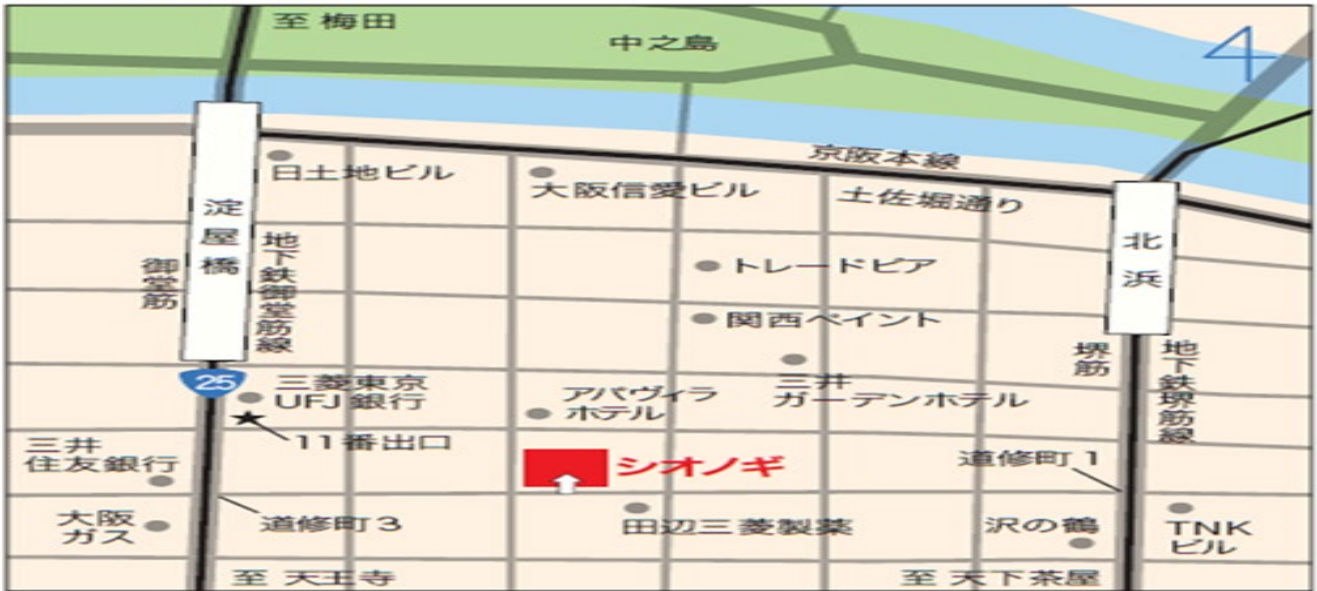 至 梅田
中之島
4
京阪本線
日土地ビル
大阪信愛ビル
土佐堀通り
淀屋橋
地下鉄御堂筋線
御堂筋
北浜
トレードピア
関西ペイント
堺筋
地下鉄堺筋線
25
三菱東京
UFJ銀行
アパヴィラ
ホテル
三井
ガーデンホテル
11番出口
三井
住友銀行
シオノギ
道修町1
大阪
ガス
道修町3
田辺三菱製薬
沢の鶴
TNK
ビル
至 天王寺
至 天下茶屋